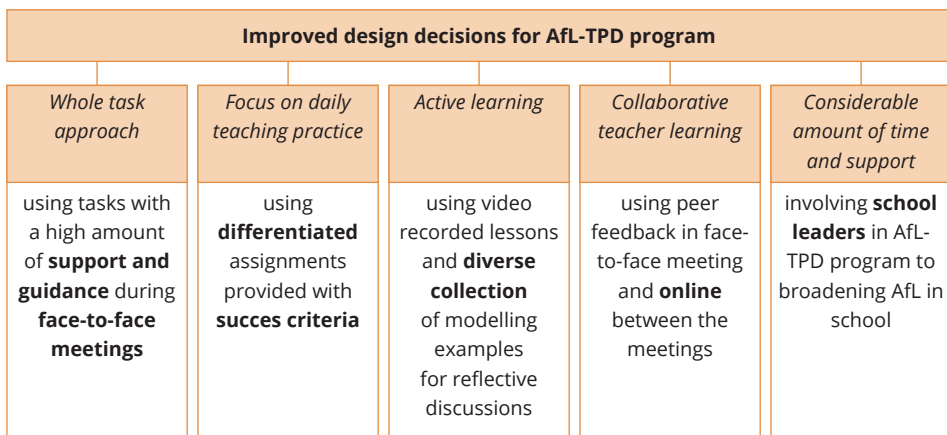 Improved design decisions for AfL-TPD program
Whole task
approach
using tasks with
a high amount
of support and
guidance during
face-to-face
meetings
Focus on daily
teaching practice
using
differentiated
assignments
provided with
succes criteria
Active learning
using video
recorded lessons
and diverse
collection
of modelling
examples
for reflective
discussions
Collaborative
teacher learning
using peer
feedback in face-
to-face meeting
and online
between the
meetings
Considerable
amount of time
and support
involving school
leaders in AfL-
TPD program to
broadening AfL in
school